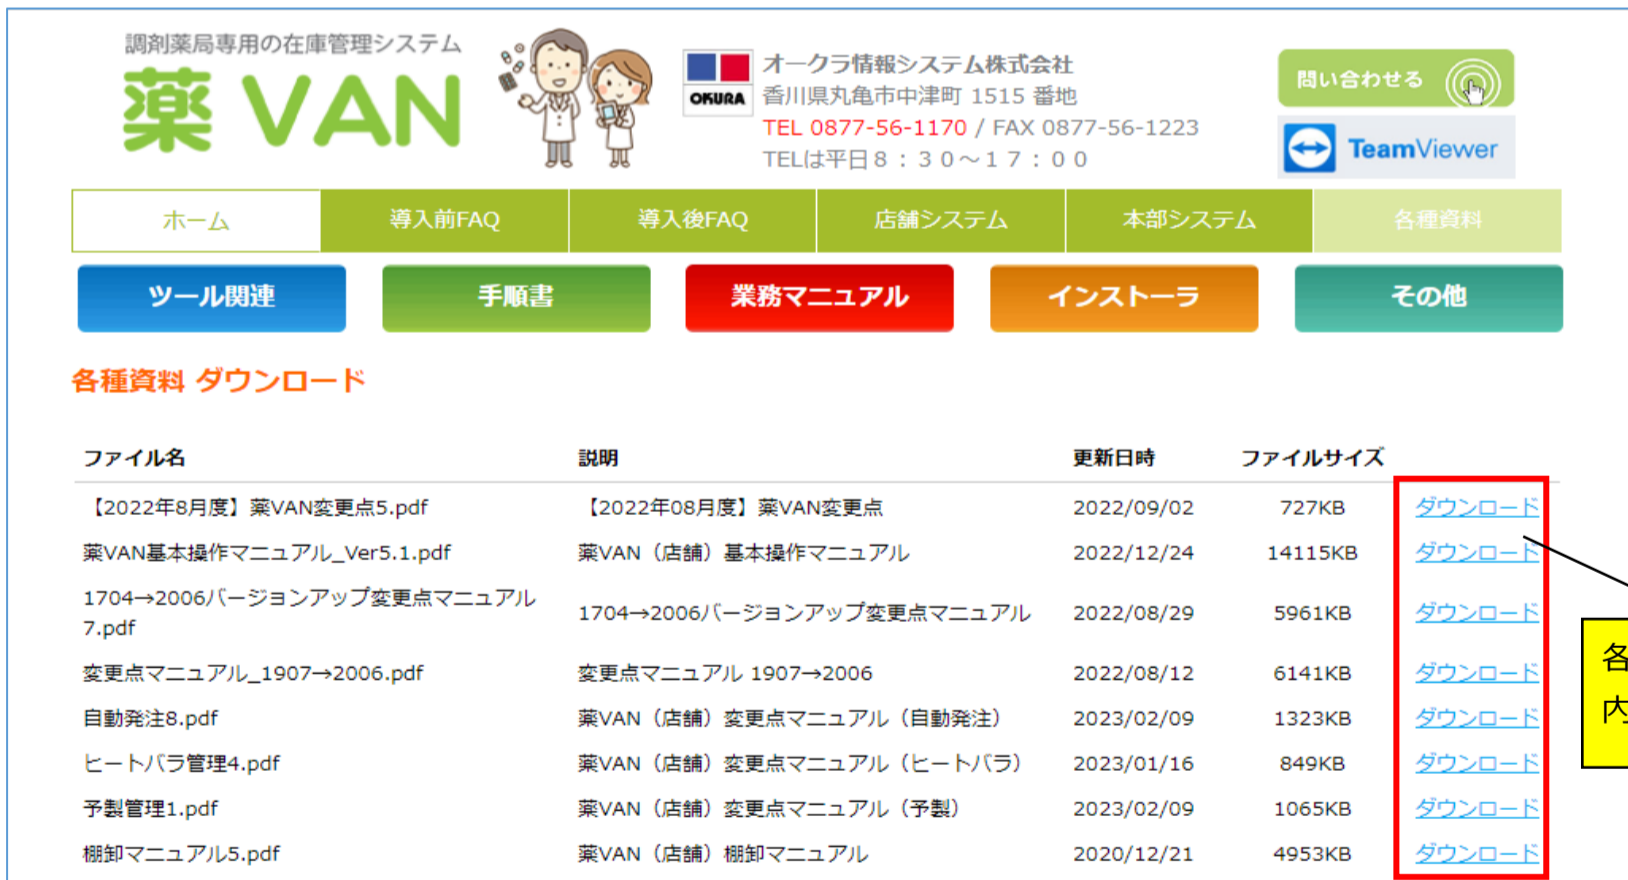 調剤薬局専用の在庫管理システム
薬 VAN
OKURA
オークラ情報システム株式会社
香川県丸亀市中津町 1515 番地
TEL 0877-56-1170 / FAX 0877-56-1223
TELは平日８：３０～１７：００
問い合わせる
TeamViewer
ホーム 導入前FAQ 導入後FAQ 店舗システム 本部システム 各種資料
ツール関連 手順書 業務マニュアル インストーラ その他
各種資料 ダウンロード
ファイル名 説明 更新日時 ファイルサイズ
【2022年8月度】薬VAN変更点5.pdf 【2022年08月度】薬VAN変更点 2022/09/02 727KB ダウンロード
薬VAN基本操作マニュアル_Ver5.1.pdf 薬VAN（店舗）基本操作マニュアル 2022/12/24 14115KB ダウンロード
1704→2006バージョンアップ変更点マニュアル
7.pdf 1704→2006バージョンアップ変更点マニュアル 2022/08/29 5961KB ダウンロード
変更点マニュアル_1907→2006.pdf 変更点マニュアル 1907→2006 2022/08/12 6141KB ダウンロード
自動発注8.pdf 薬VAN（店舗）変更点マニュアル（自動発注） 2023/02/09 1323KB ダウンロード
ヒートバラ管理4.pdf 薬VAN（店舗）変更点マニュアル（ヒートバラ） 2023/01/16 849KB ダウンロード
予製管理1.pdf 薬VAN（店舗）変更点マニュアル（予製） 2023/02/09 1065KB ダウンロード
棚卸マニュアル5.pdf 薬VAN（店舗）棚卸マニュアル 2020/12/21 4953KB ダウンロード
各